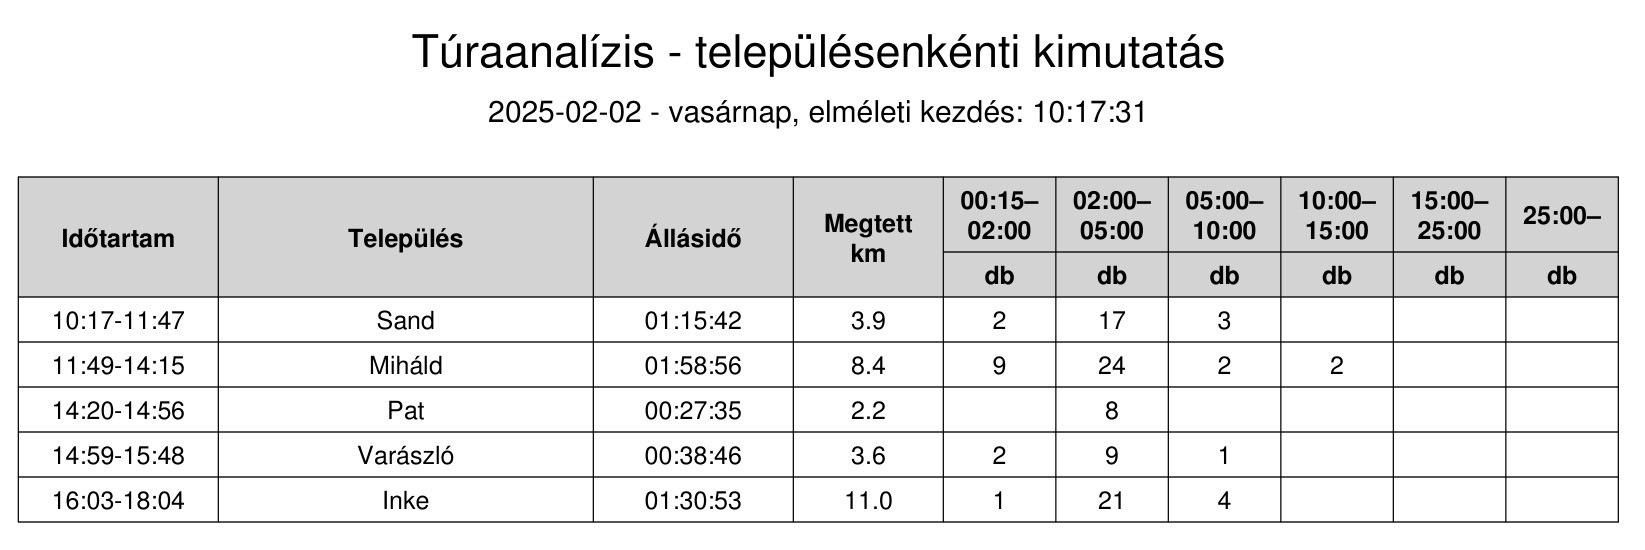 Túraanalízis - településenkénti kimutatás
2025-02-02 - vasárnap, elméleti kezdés: 10:17:31
Időtartam Település Állásidő Megtett km 00:15–02:00 02:00–05:00 05:00–10:00 10:00–15:00 15:00–25:00 25:00–
db db db db db db
10:17-11:47 Sand 01:15:42 3.9 2 17 3
11:49-14:15 Miháld 01:58:56 8.4 9 24 2 2
14:20-14:56 Pat 00:27:35 2.2 8
14:59-15:48 Varászló 00:38:46 3.6 2 9 1
16:03-18:04 Inke 01:30:53 11.0 1 21 4